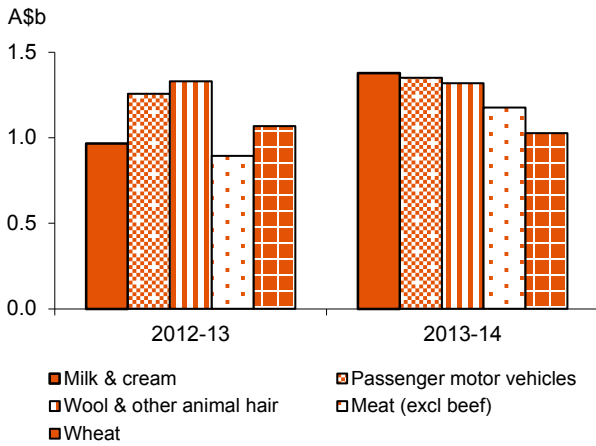 A$b
1.5
1.0
0.5
0.0
2012-13 2013-14
Milk & cream Passenger motor vehicles
Wool & other animal hair Meat (excl beef)
Wheat